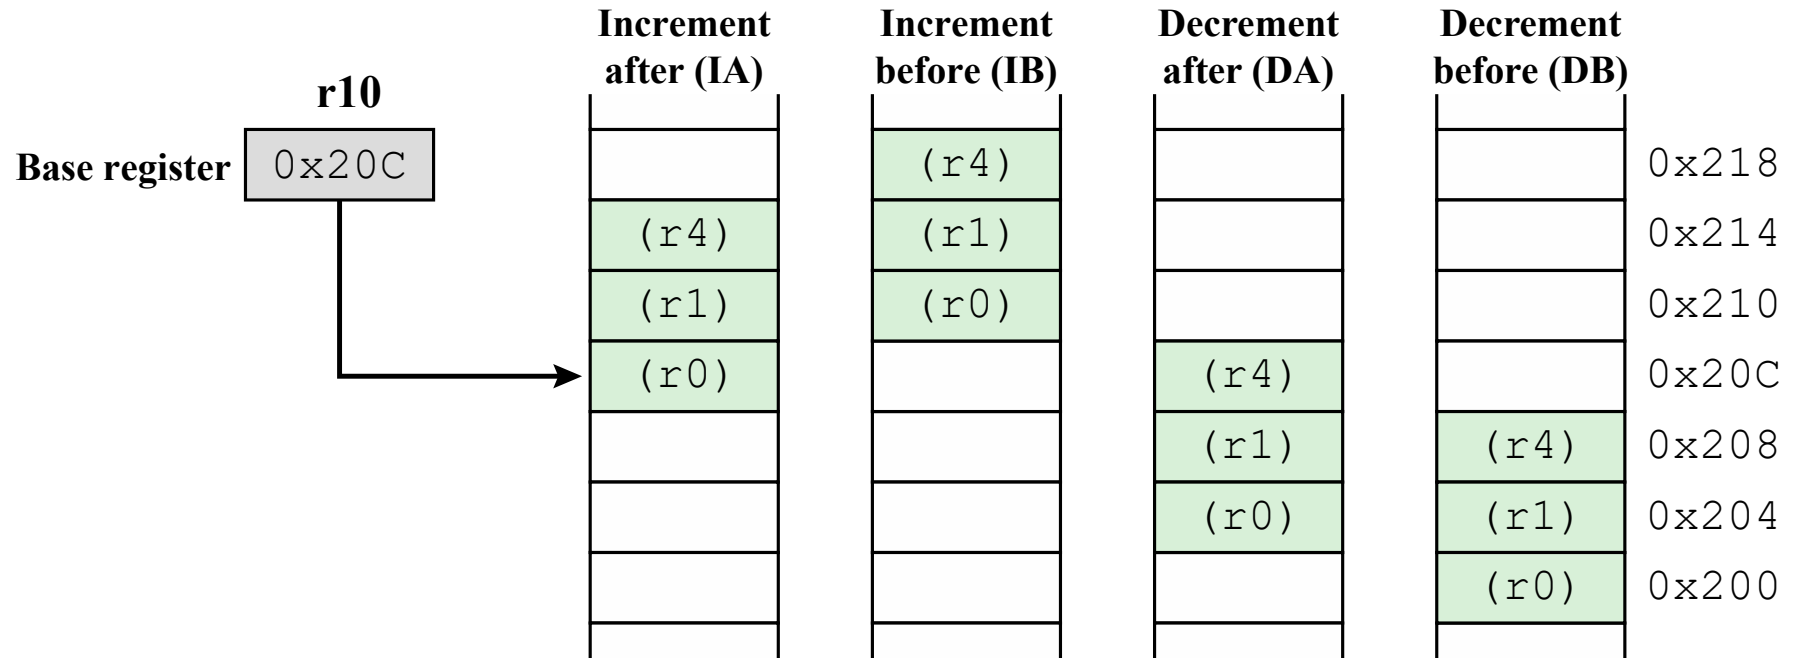 Increment Increment Decrement Decrement
after (IA) before (IB) after (DA) before (DB)
r10
Base register 0x20C (r4) 0x218
(r4) (r1) 0x214
(r1) (r0) 0x210
(r0) (r4) 0x20C
(r1) (r4) 0x208
(r0) (r1) 0x204
(r0) 0x200